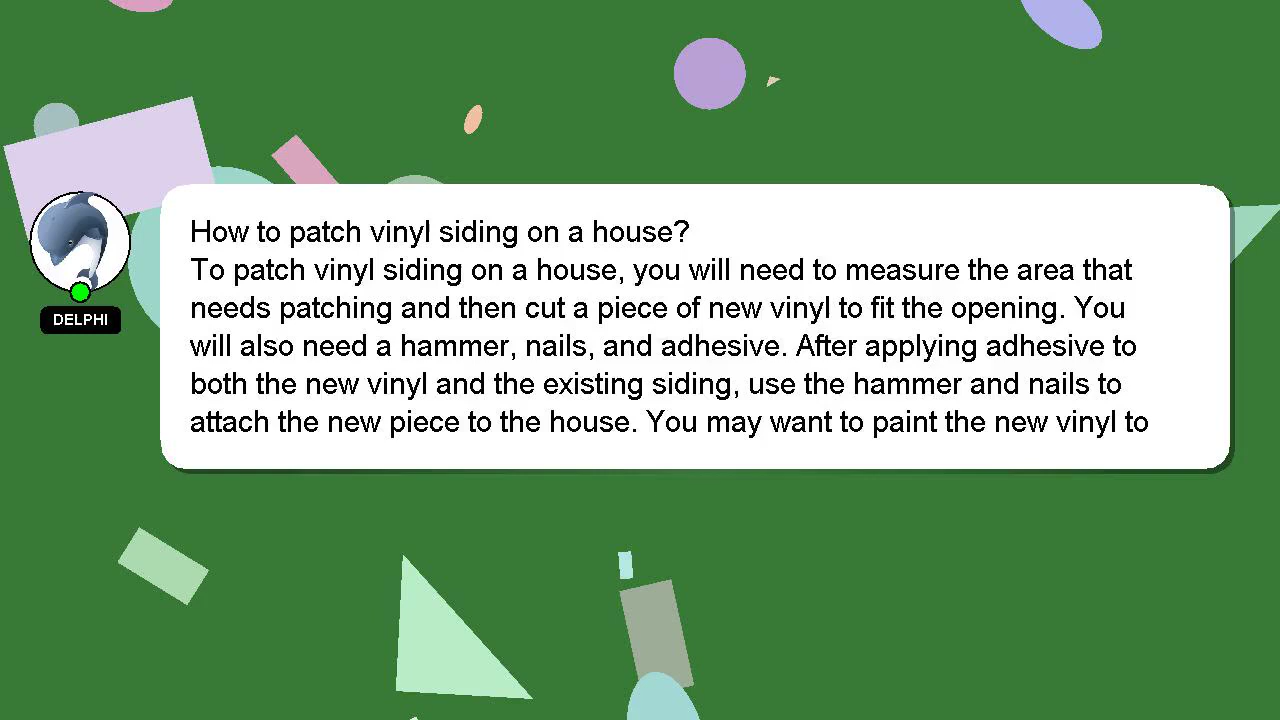 How to patch vinyl siding on a house?
To patch vinyl siding on a house, you will need to measure the area that
needs patching and then cut a piece of new vinyl to fit the opening. You
will also need a hammer, nails, and adhesive. After applying adhesive to
both the new vinyl and the existing siding, use the hammer and nails to
attach the new piece to the house. You may want to paint the new vinyl to
DELPHI